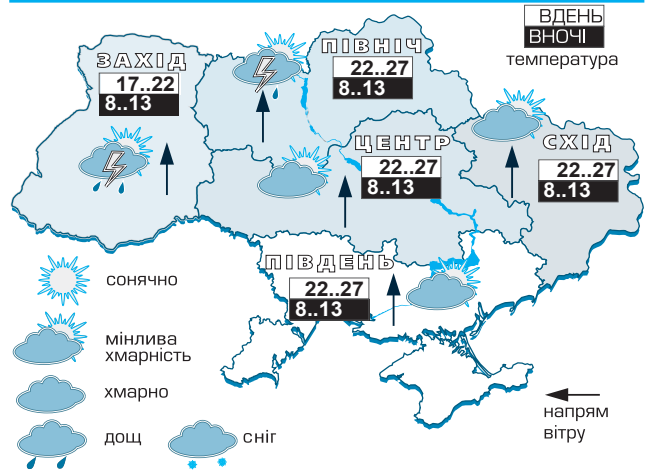 ВДЕНЬ
ВНОЧІ
температура
ЗАХІД
17..22
8..13
ПІВНІЧ
22..27
8..13
ЦЕНТР
22..27
8..13
СХІД
22..27
8..13
ПІВДЕНЬ
22..27
8..13
сонячно
мінлива
хмарність
хмарно
дощ
сніг
напрям
вітру